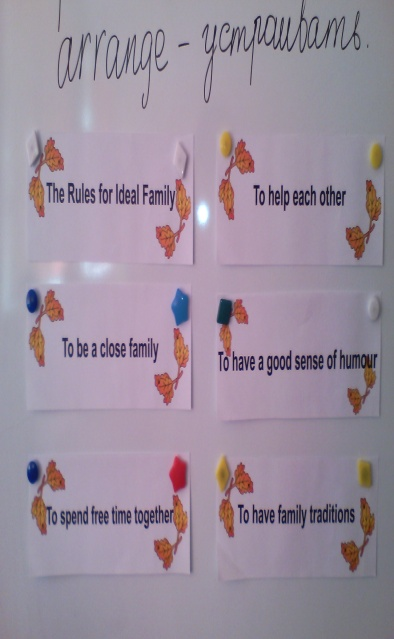 arrange - устраивать.
The Rules for Ideal Family
To help each other
To be a close family
To have a good sense of humour
To spend free time together
To have family traditions